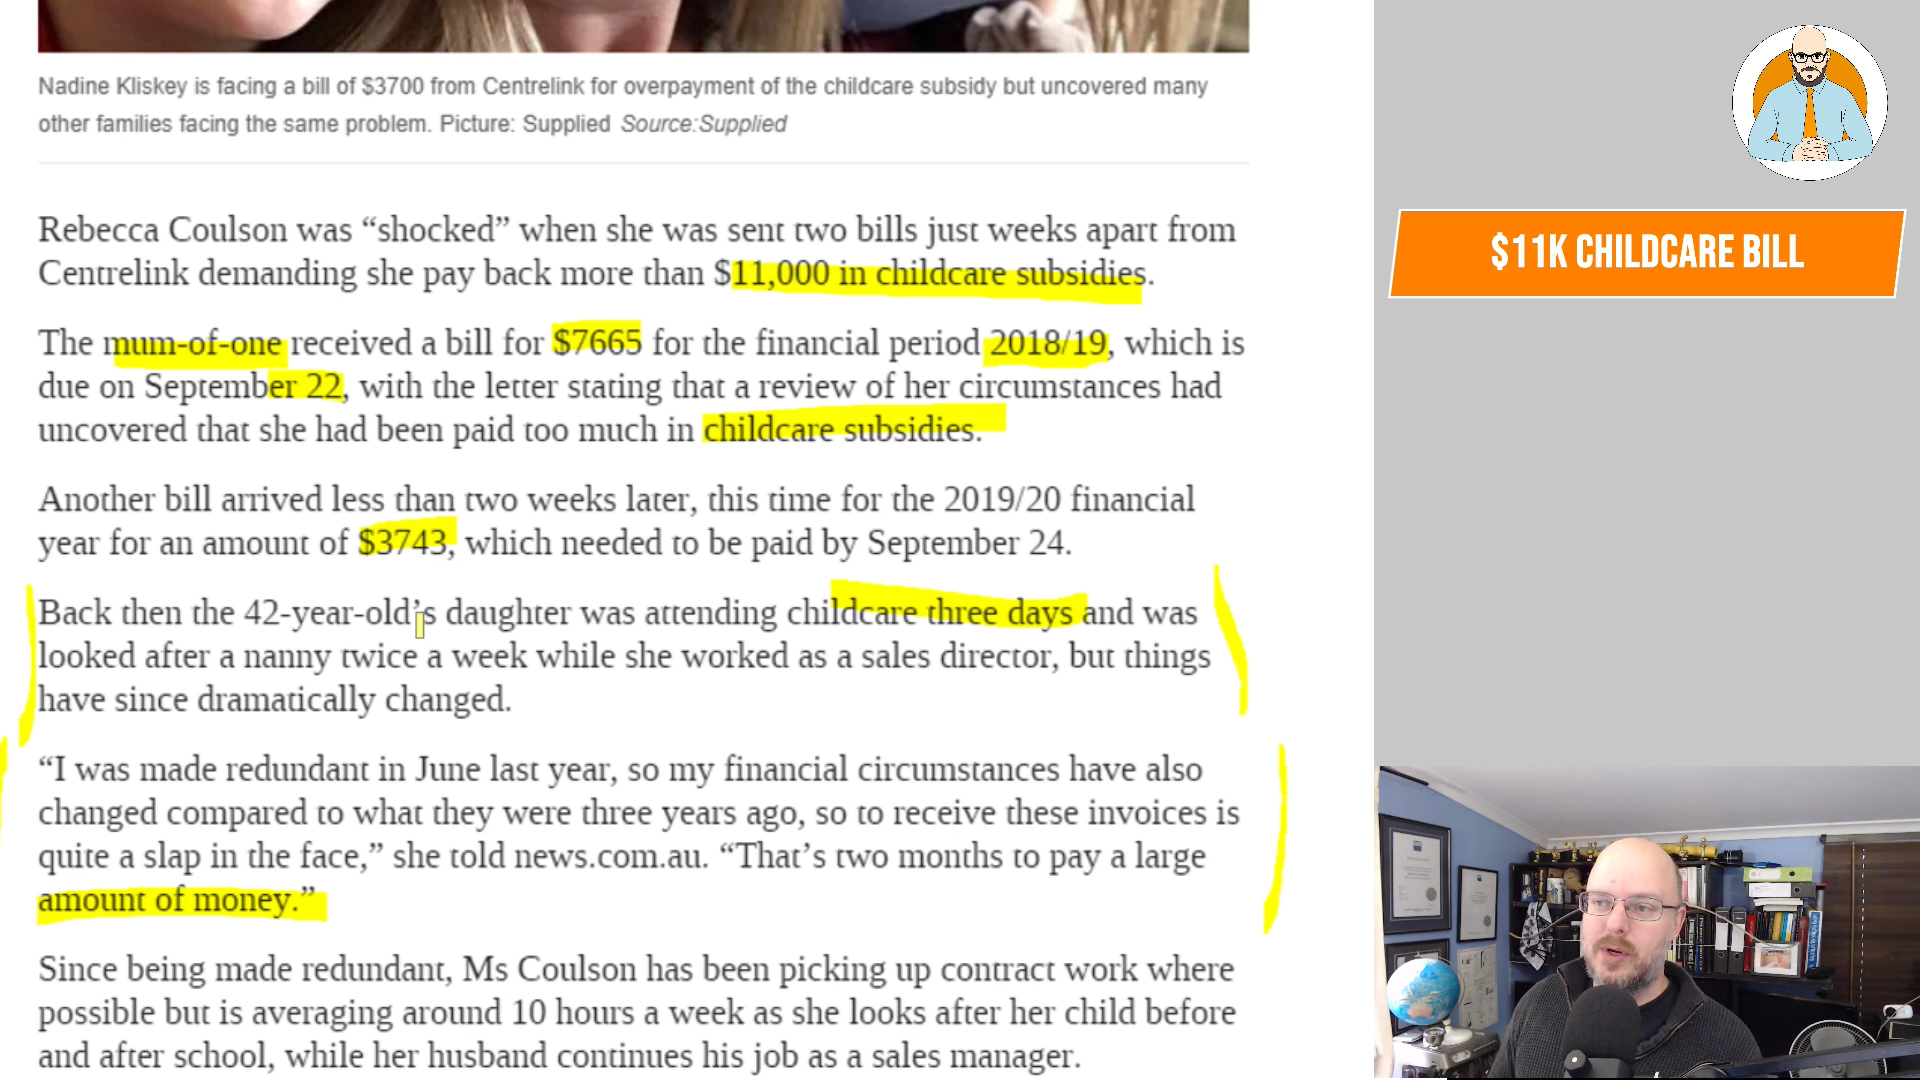 Nadine Kliskey is facing a bill of $3700 from Centrelink for overpayment of the childcare subsidy but uncovered many
other families facing the same problem. Picture: Supplied Source:Supplied
$11K CHILDCARE BILL
Rebecca Coulson was “shocked” when she was sent two bills just weeks apart from
Centrelink demanding she pay back more than $11,000 in childcare subsidies.
The mum-of-one received a bill for $7665 for the financial period 2018/19, which is
due on September 22, with the letter stating that a review of her circumstances had
uncovered that she had been paid too much in childcare subsidies.
Another bill arrived less than two weeks later, this time for the 2019/20 financial
year for an amount of $3743, which needed to be paid by September 24.
Back then the 42-year-old’s daughter was attending childcare three days and was
looked after a nanny twice a week while she worked as a sales director, but things
have since dramatically changed.
“I was made redundant in June last year, so my financial circumstances have also
changed compared to what they were three years ago, so to receive these invoices is
quite a slap in the face,” she told news.com.au. “That’s two months to pay a large
amount of money.”
Since being made redundant, Ms Coulson has been picking up contract work where
possible but is averaging around 10 hours a week as she looks after her child before
and after school, while her husband continues his job as a sales manager.